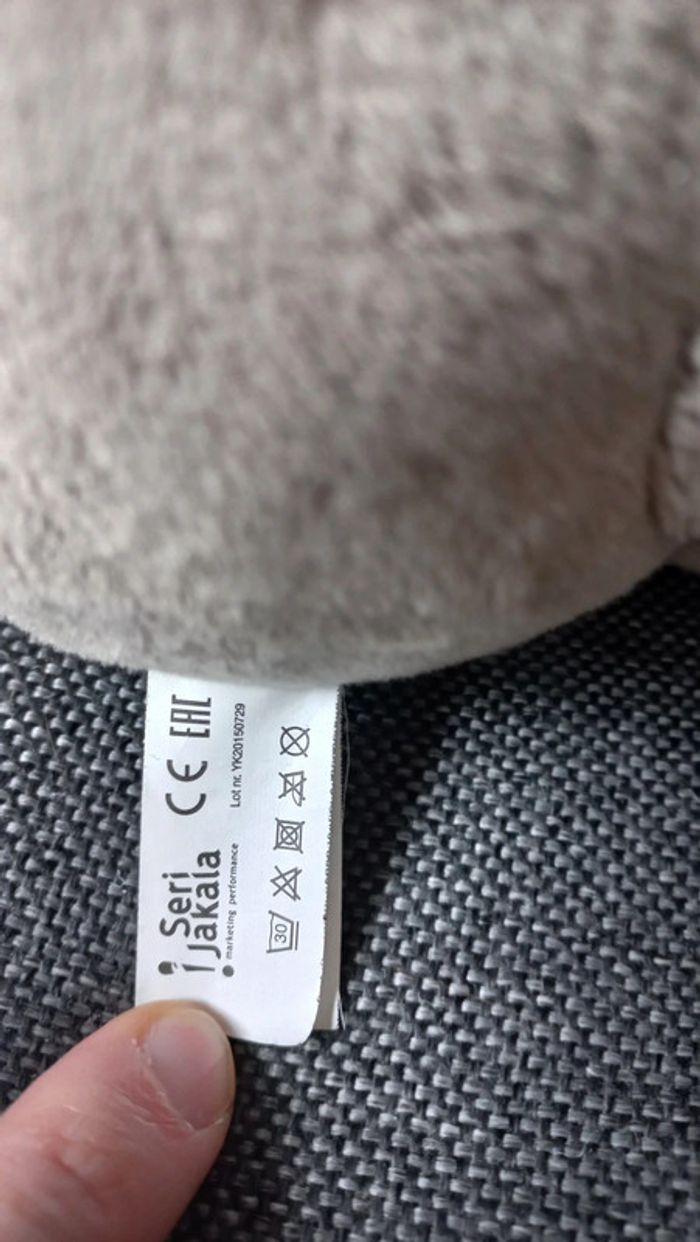 Seri
Jakala
marketing performance
CE EAC
Lot nr. YK20150729
30